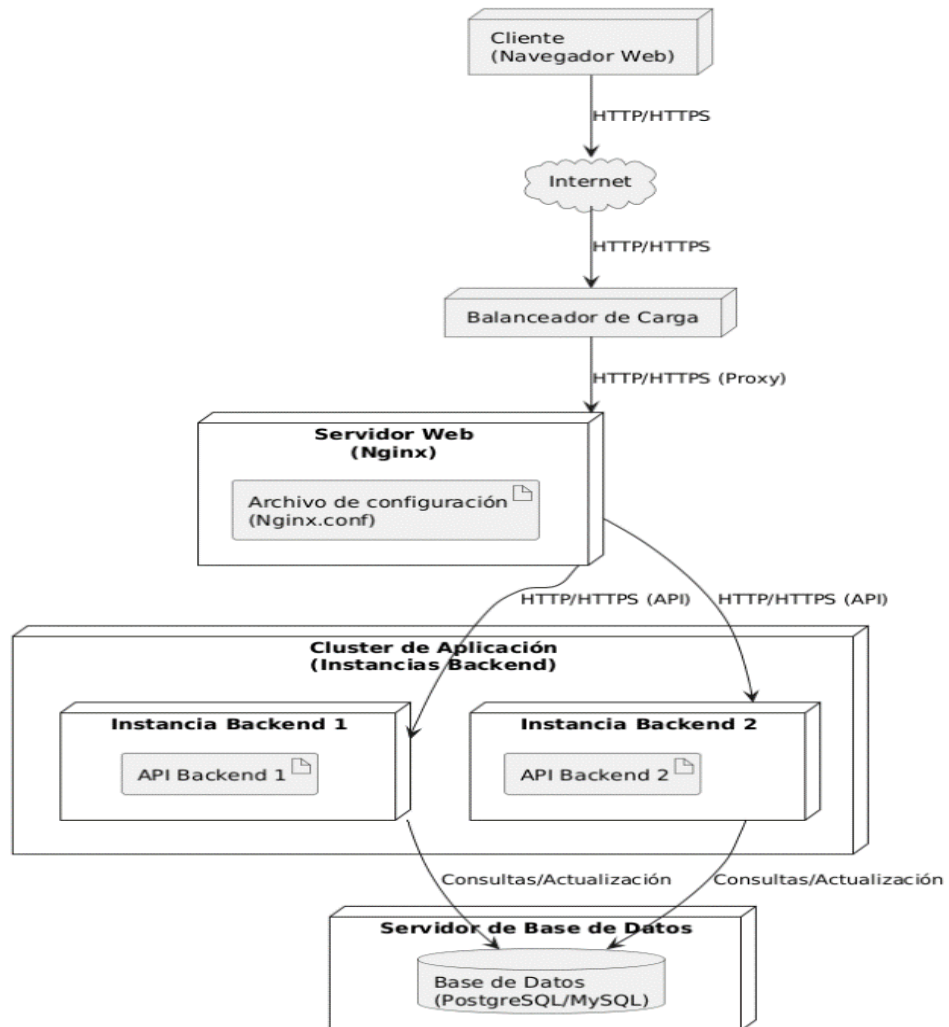 Cliente
(Navegador Web)
HTTP/HTTPS
Internet
HTTP/HTTPS
Balanceador de Carga
HTTP/HTTPS (Proxy)
Servidor Web
(Nginx)
Archivo de configuración
(Nginx.conf)
HTTP/HTTPS (API)
HTTP/HTTPS (API)
Cluster de Aplicación
(Instancias Backend)
Instancia Backend 1
API Backend 1
Instancia Backend 2
API Backend 2
Consultas/Actualización
Consultas/Actualización
Servidor de Base de Datos
Base de Datos
(PostgreSQL/MySQL)